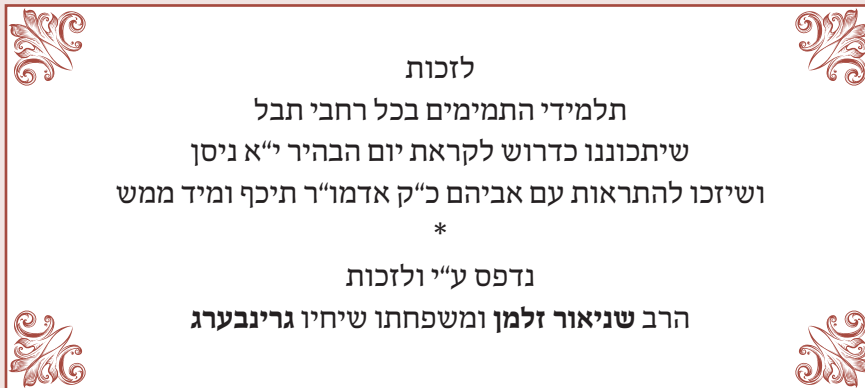 לזכות
תלמידי התמימים בכל רחבי תבל
שיתכוננו כדרוש לקראת יום הבהיר י״א ניסן
ושיזכו להתראות עם אביהם כ״ק אדמו״ר תיכף ומיד ממש
*
נדפס ע״י ולזכות
הרב שניאור זלמן ומשפחתו שיחיו גרינבערג